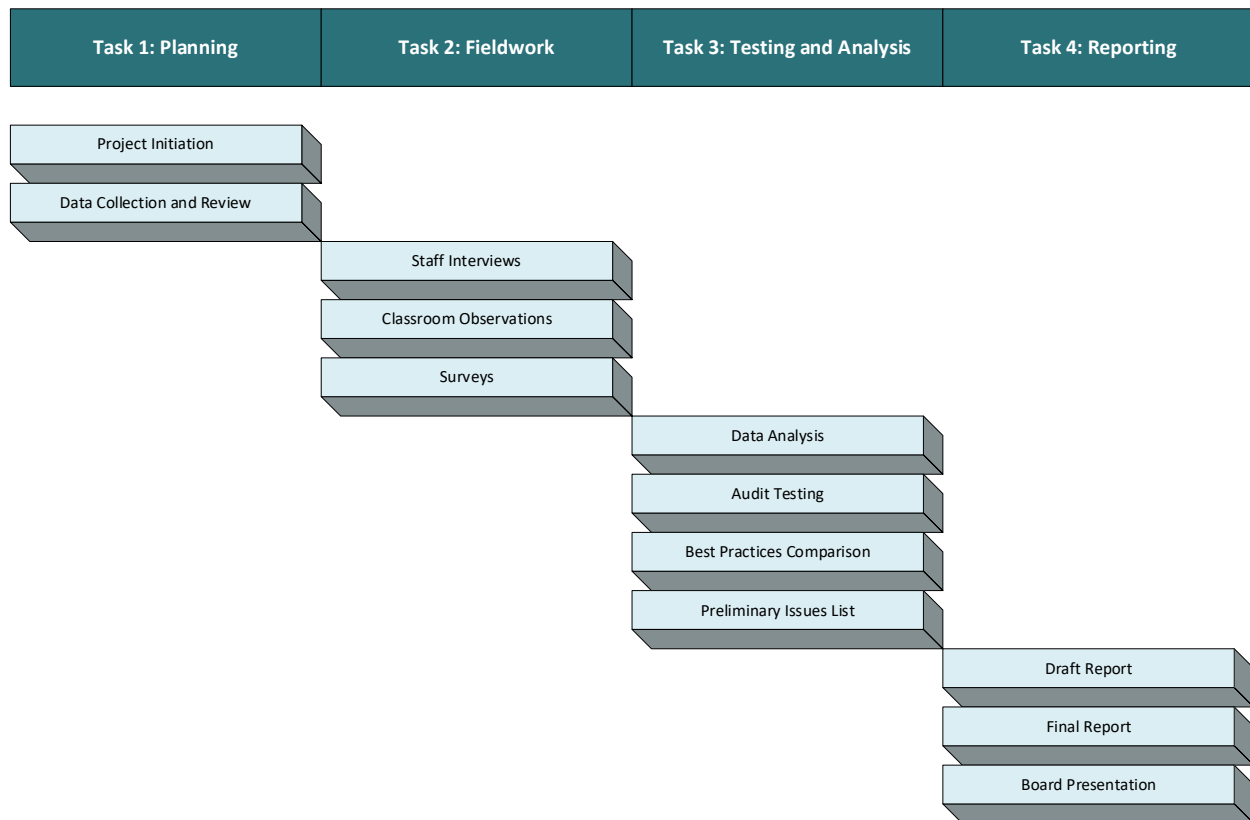 Task 1: Planning
Task 2: Fieldwork
Task 3: Testing and Analysis
Task 4: Reporting
Project Initiation
Data Collection and Review
Staff Interviews
Classroom Observations
Surveys
Data Analysis
Audit Testing
Best Practices Comparison
Preliminary Issues List
Draft Report
Final Report
Board Presentation